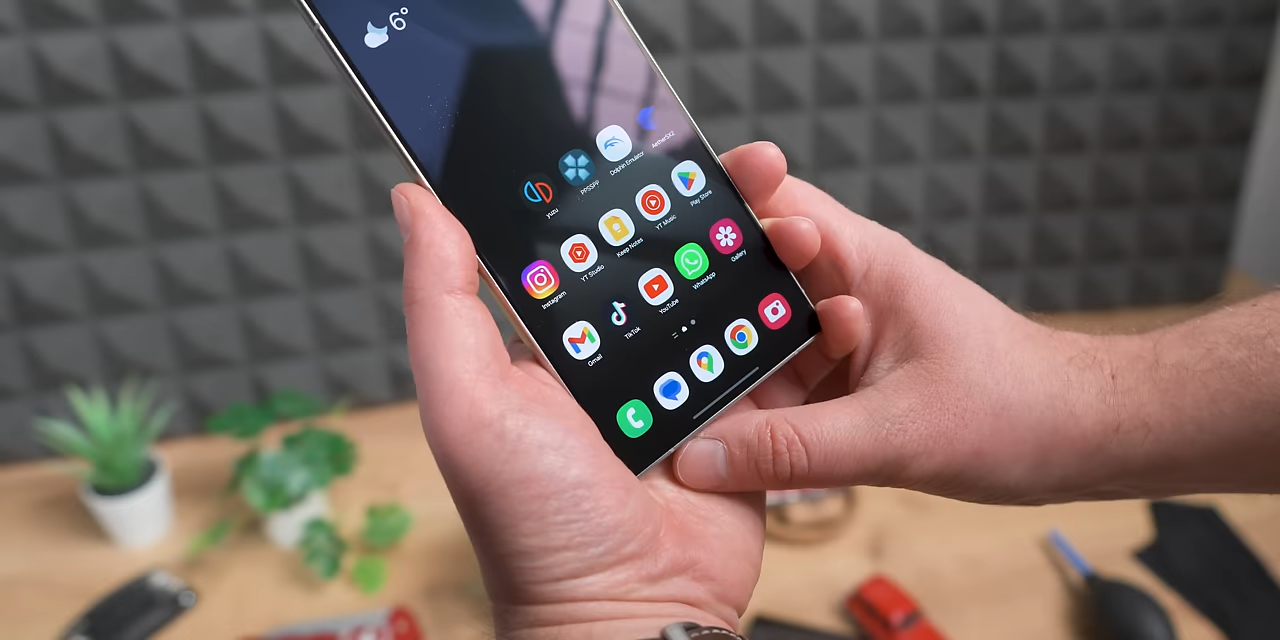 6°
yuzu PPSSPP Dolphin Emulator AetherSX2
Instagram YT Studio Keep Notes YT Music Play Store
Gmail TikTok YouTube WhatsApp Gallery